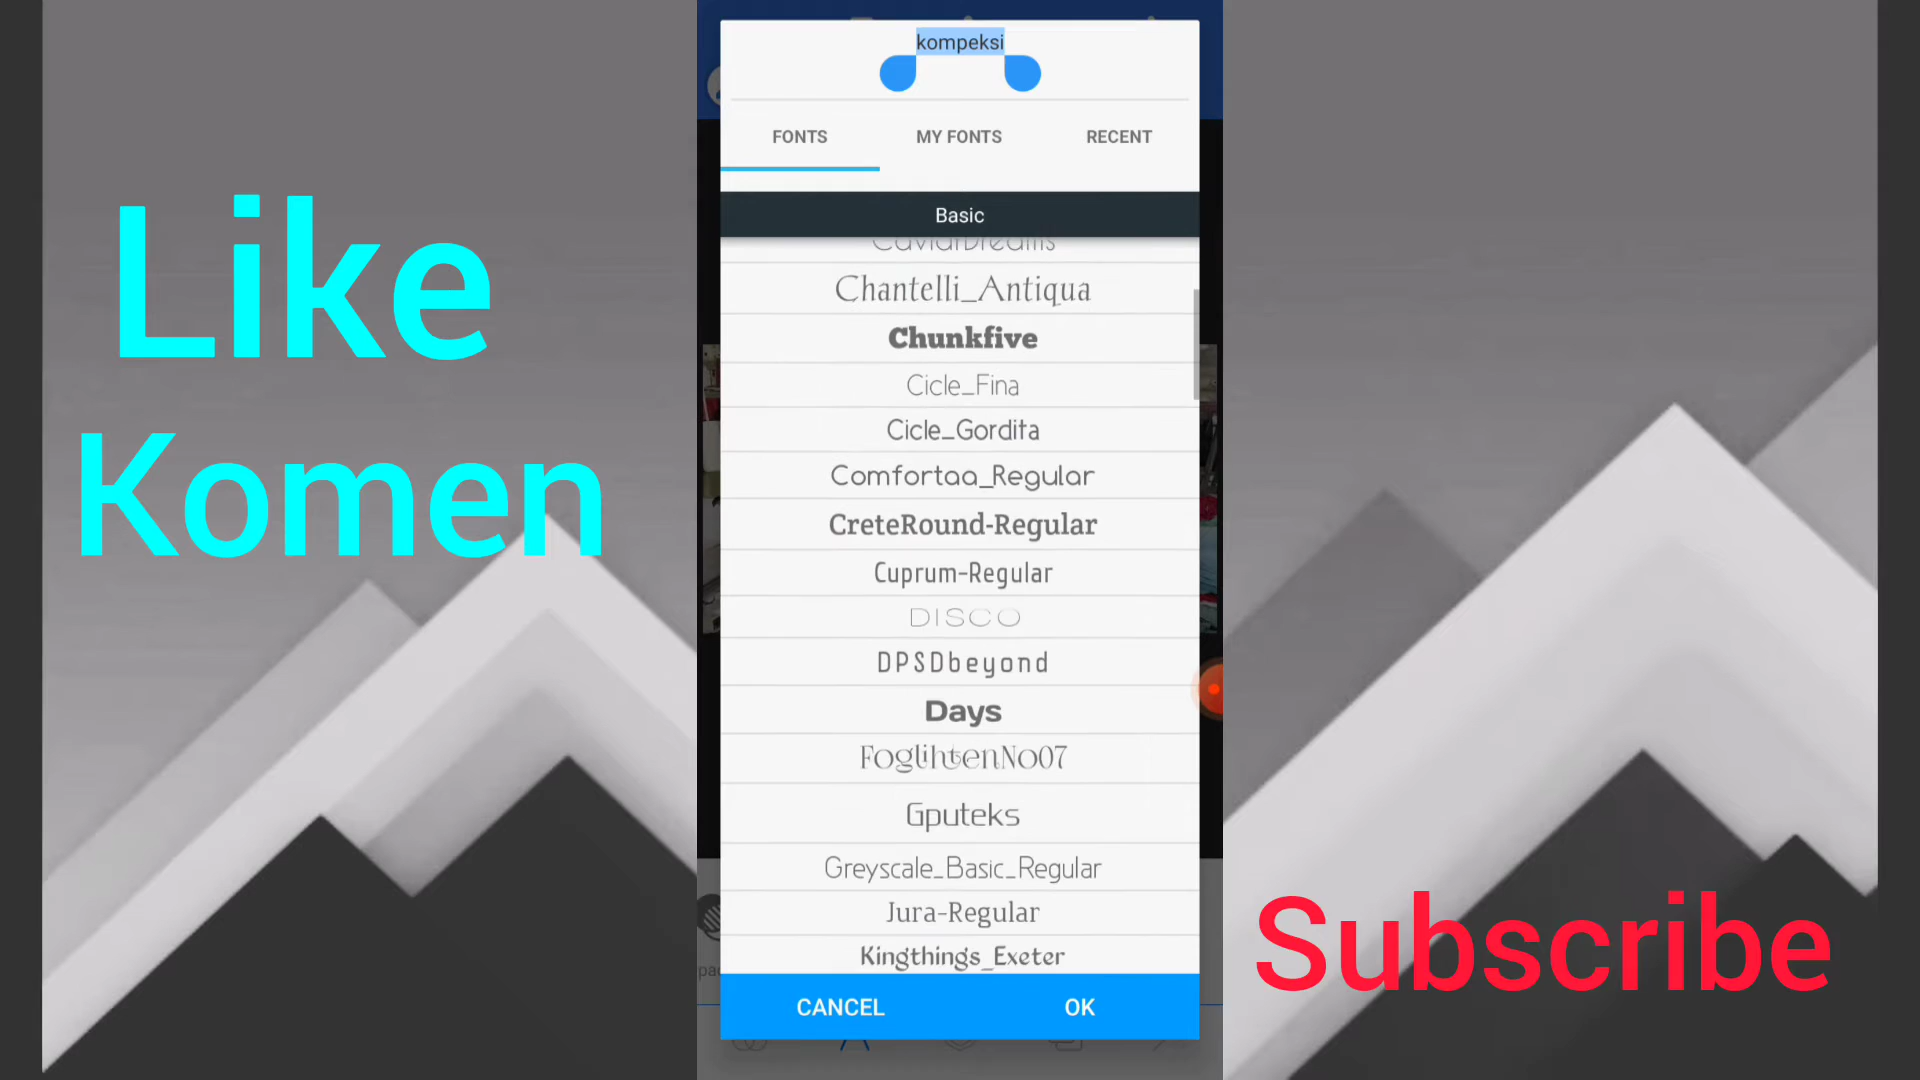 Like
Komen
kompeksi
FONTS
MY FONTS
RECENT
Basic
CaviarDreams
Chantelli_Antiqua
Chunkfive
Cicle_Fina
Cicle_Gordita
Comfortaa_Regular
CreteRound-Regular
Cuprum-Regular
DISCO
DPSDbeyond
Days
FoglihtenNo07
Gputeks
Greyscale_Basic_Regular
Jura-Regular
Kingthings_Exeter
CANCEL
OK
Subscribe